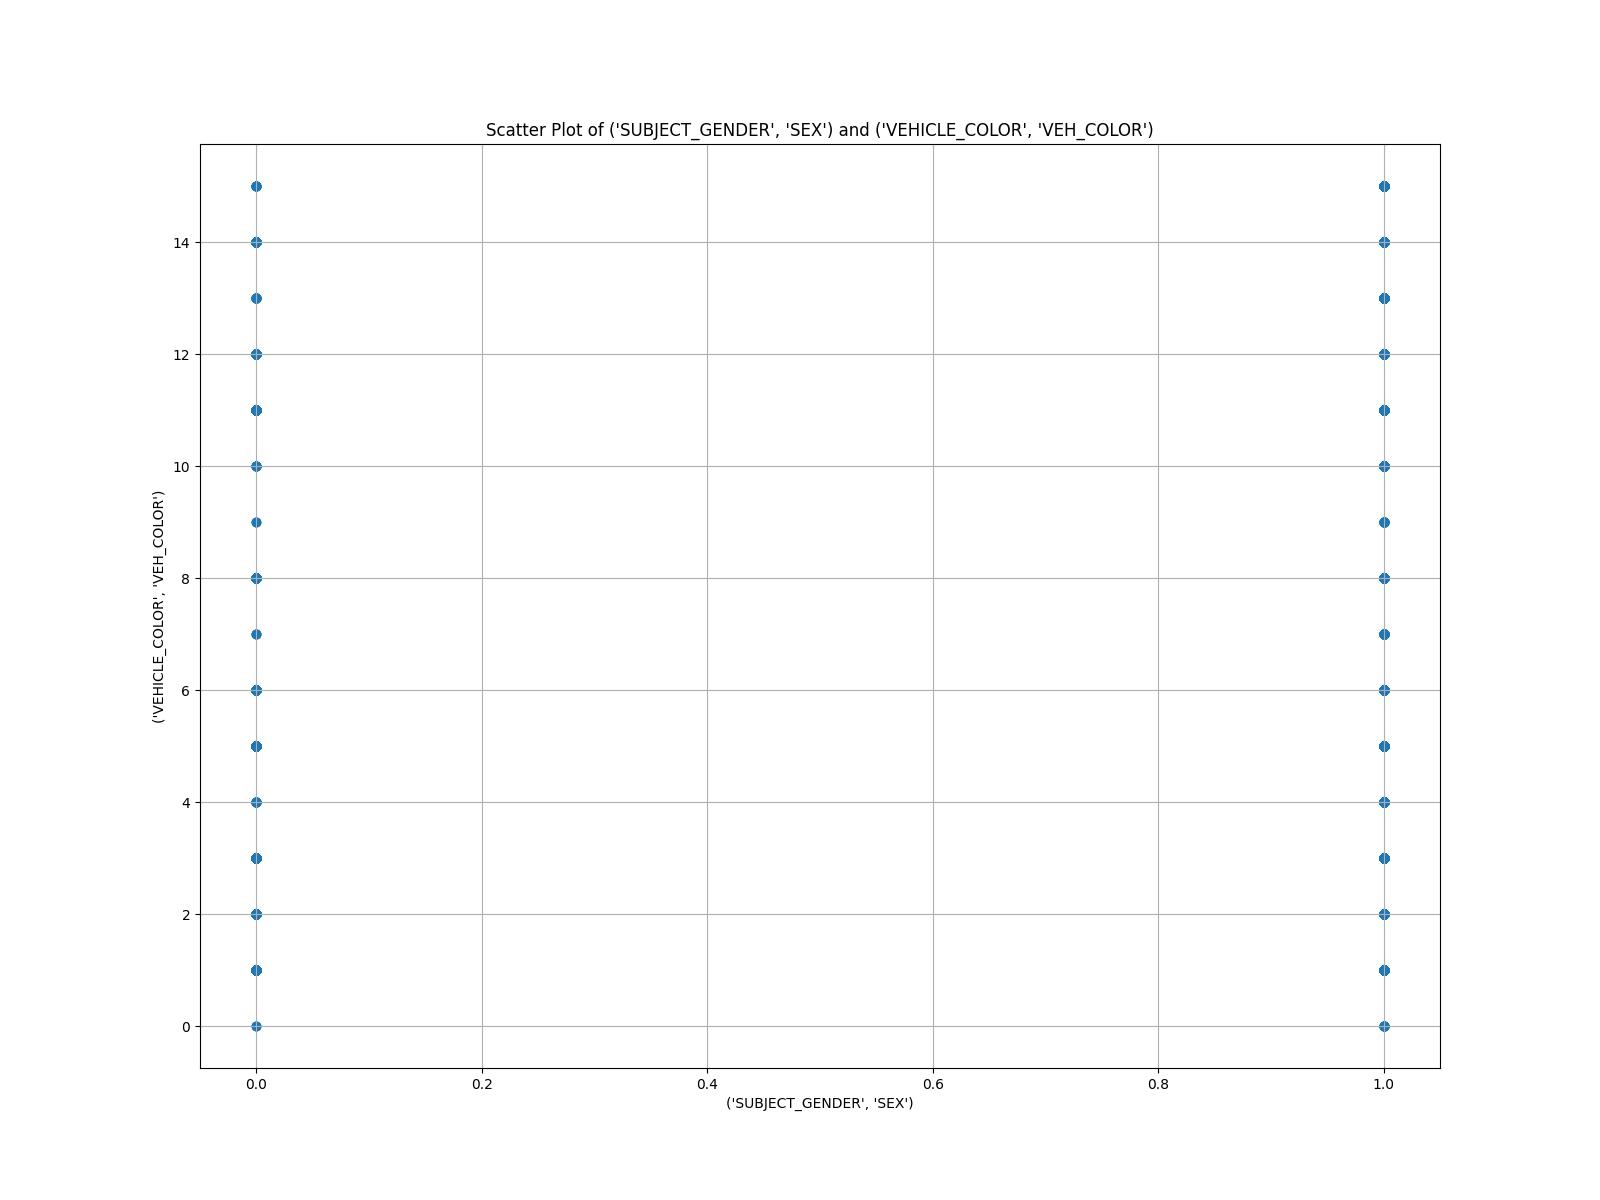 Scatter Plot of ('SUBJECT_GENDER', 'SEX') and ('VEHICLE_COLOR', 'VEH_COLOR')
('VEHICLE_COLOR', 'VEH_COLOR')
14
12
10
8
6
4
2
0
0.0 0.2 0.4 0.6 0.8 1.0
('SUBJECT_GENDER', 'SEX')